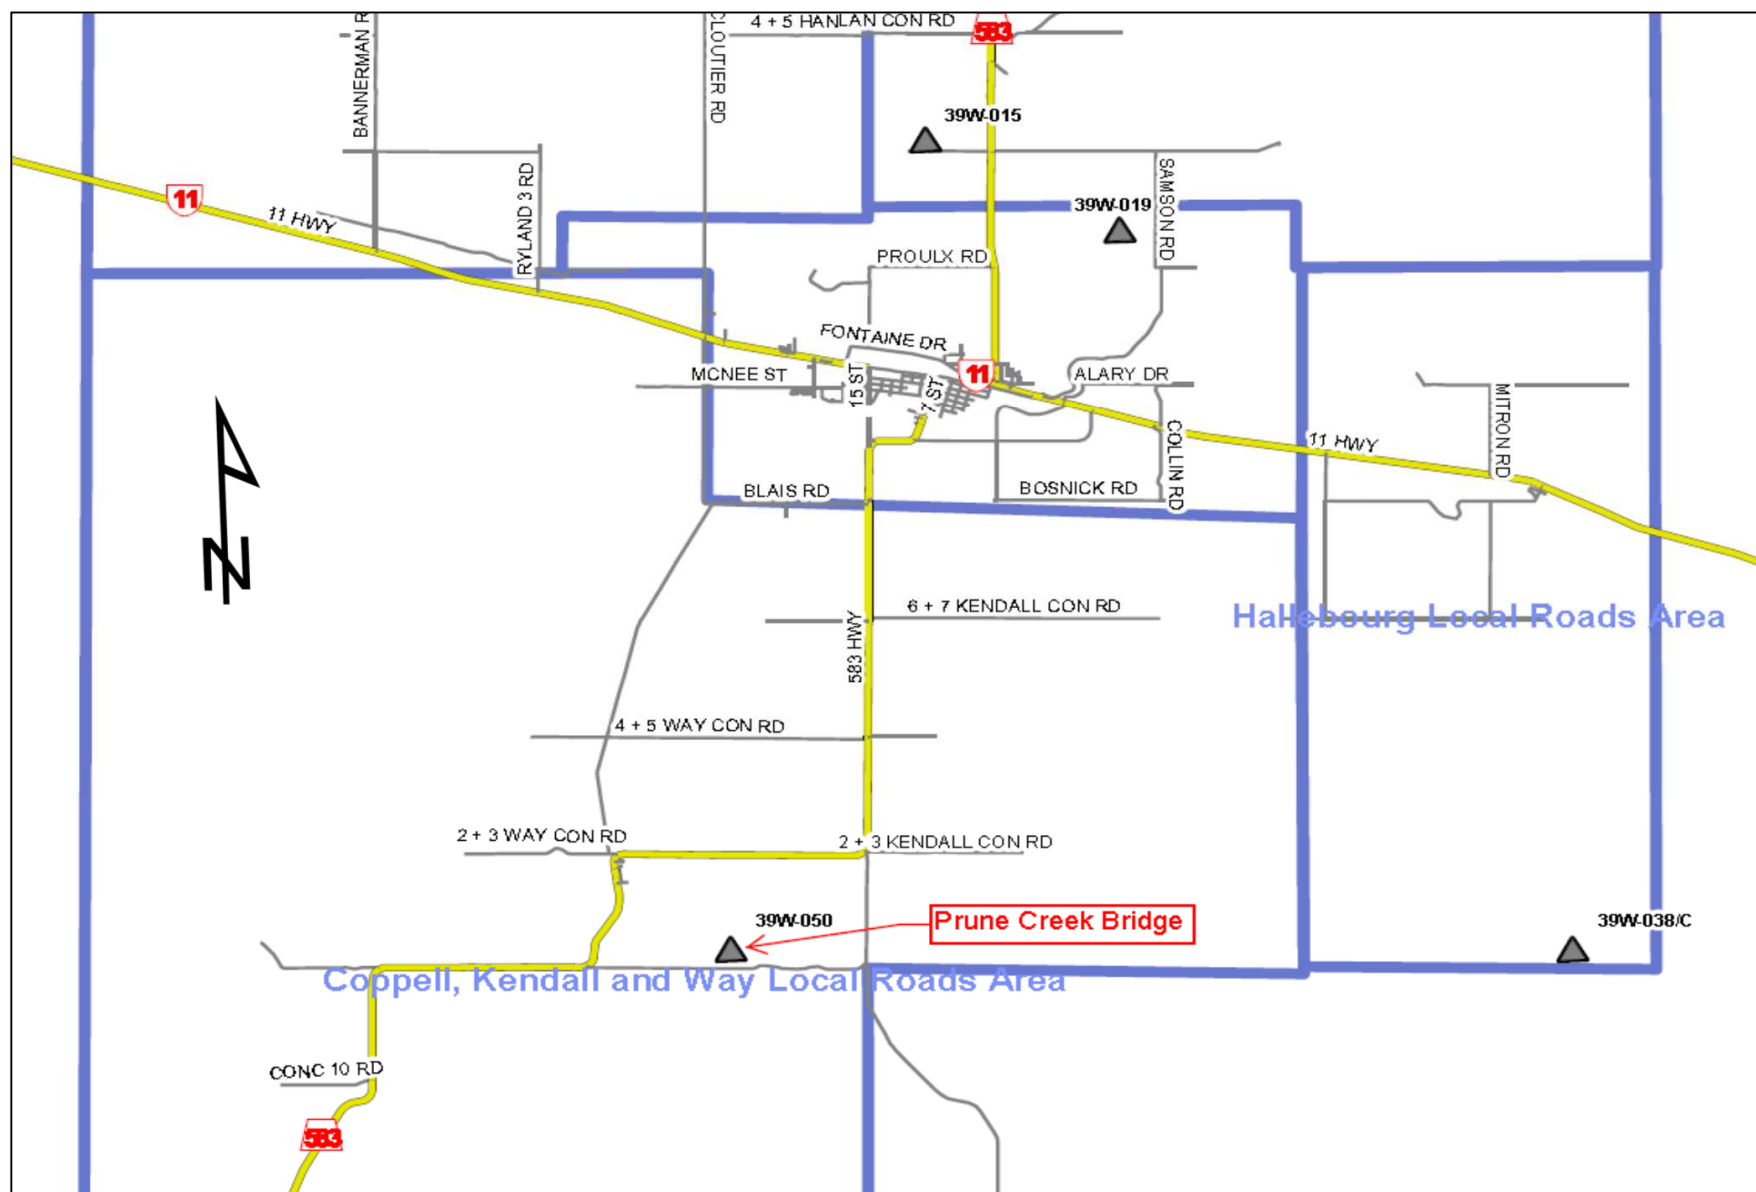 4 + 5 HANLAN CON RD
583
BANNERMAN R
CLOUTIER RD
39W-015
11
11 HWY
RYLAND 3 RD
39W-019
SAMSON RD
PROULX RD
FONTAINE DR
MCNEE ST
15 ST
7 ST
11
ALARY DR
COLLIN RD
11 HWY
MITRON RD
BLAIS RD
BOSNICK RD
N
583 HWY
6 + 7 KENDALL CON RD
Hallebourg Local Roads Area
4 + 5 WAY CON RD
2 + 3 WAY CON RD
2 + 3 KENDALL CON RD
39W-050
Prune Creek Bridge
39W-038/C
Coppell, Kendall and Way Local Roads Area
CONC 10 RD
583